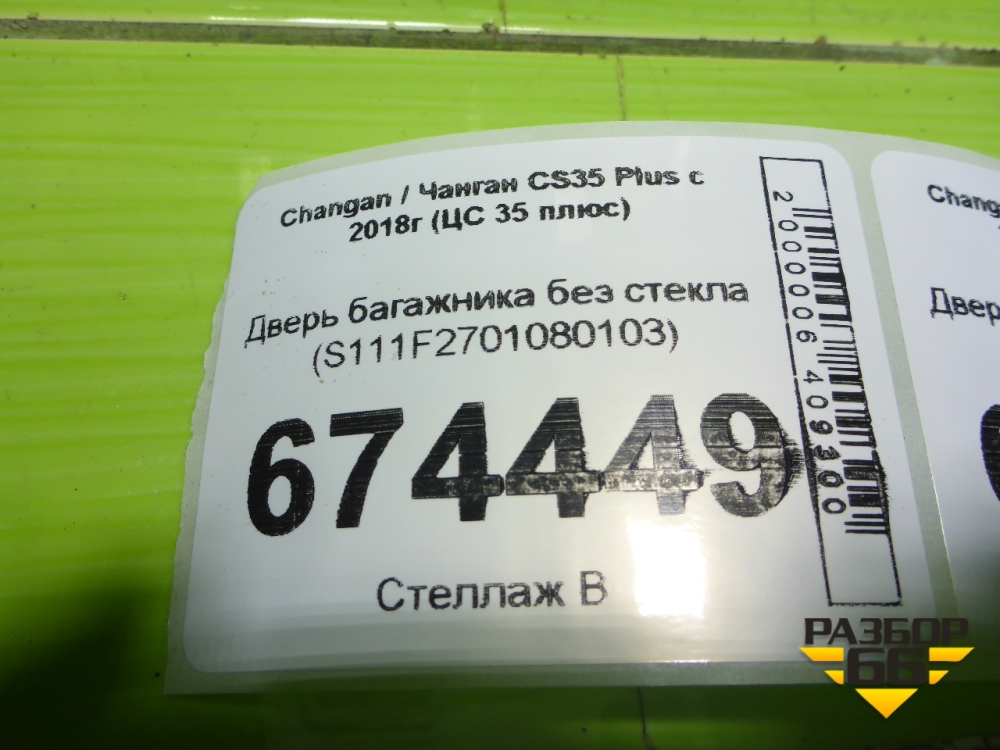 Changan / Чанган CS35 Plus с
2018г (ЦС 35 плюс)
Дверь багажника без стекла
(S111F2701080103)
674449
Стеллаж В
2000006409300
Chang
Двер
РАЗБОР
66